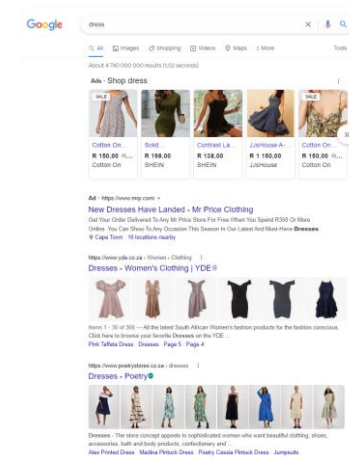 Google
dress
All Images Shopping Videos Maps More Tools
About 4 740 000 000 results (1,02 seconds)
Ads · Shop dress
SALE SALE
Cotton On... Solid... Contrast La... JJsHouse A-... Cotton On...
R 150,00 R 198,00 R 138,00 R 1 150,00 R 150,00
Cotton On SHEIN SHEIN JJsHouse Cotton On
Ad · https://www.mrp.com/
New Dresses Have Landed - Mr Price Clothing
Get Your Order Delivered To Any Mr Price Store For Free When You Spend R350 Or More
Online. You Can Show To Any Occasion This Season In Our Latest And Must-Have Dresses
Cape Town · 16 locations nearby
https://www.yde.co.za › Women › Clothing
Dresses - Women's Clothing | YDE
Items 1 - 36 of 366 — All the latest South African Women's fashion products for the fashion conscious.
Click here to browse your favorite Dresses on the YDE ...
Pink Taffeta Dress · Dresses · Page 5 · Page 4
https://www.poetrystores.co.za › dresses
Dresses - Poetry
Dresses - The store concept appeals to sophisticated women who want beautiful clothing, shoes,
accessories, bath and body products, confectionery and ...
Alex Printed Dress · Medina Pintuck Dress · Poetry Cassia Pintuck Dress · Jumpsuits